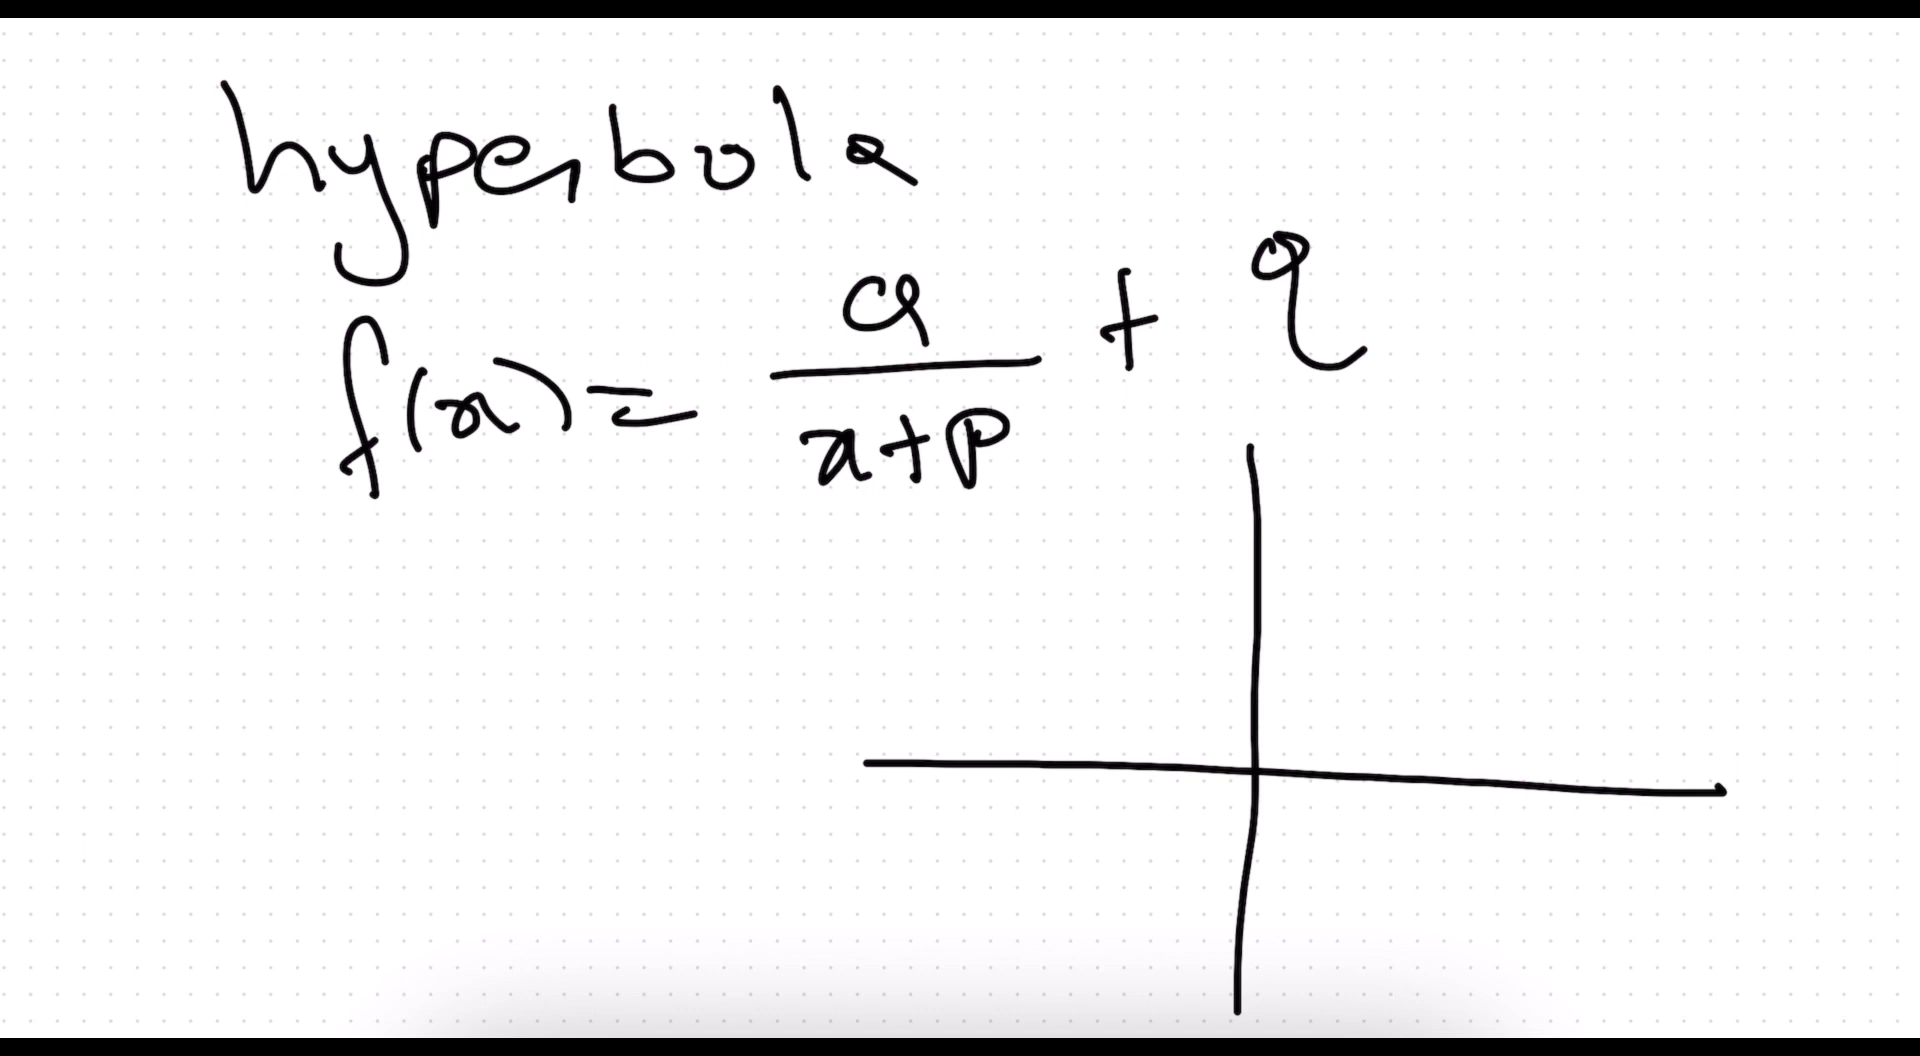 hyperbola
f(x) = a/(x+p) + q